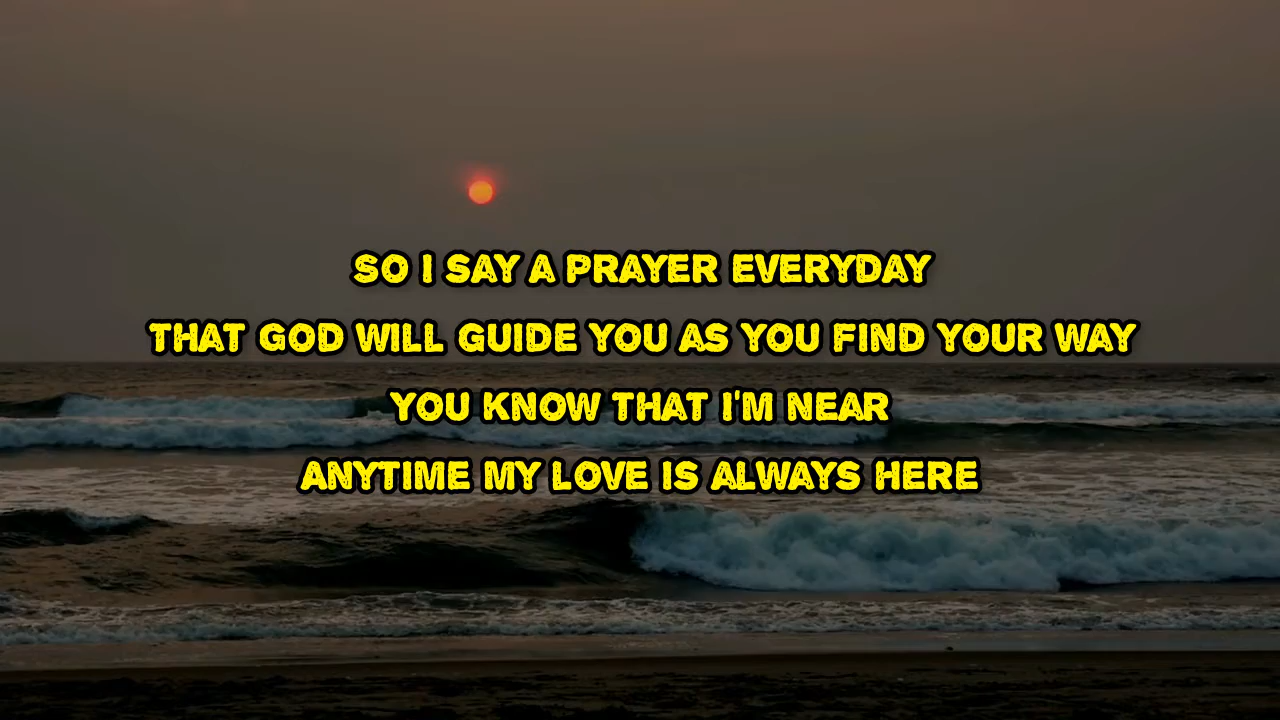 SO I SAY A PRAYER EVERYDAY
THAT GOD WILL GUIDE YOU AS YOU FIND YOUR WAY
YOU KNOW THAT I'M NEAR
ANYTIME MY LOVE IS ALWAYS HERE